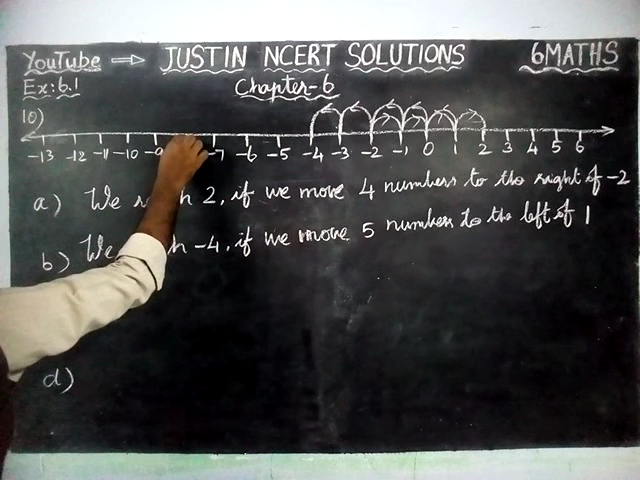 YouTube ⇒ JUSTIN NCERT SOLUTIONS 6MATHS
Ex:6.1 Chapter-6
10)
-13 -12 -11 -10 -9 -7 -6 -5 -4 -3 -2 -1 0 1 2 3 4 5 6
a) We 2, if we move 4 numbers to the right of -2
b) We -4, if we move 5 numbers to the left of 1
d)